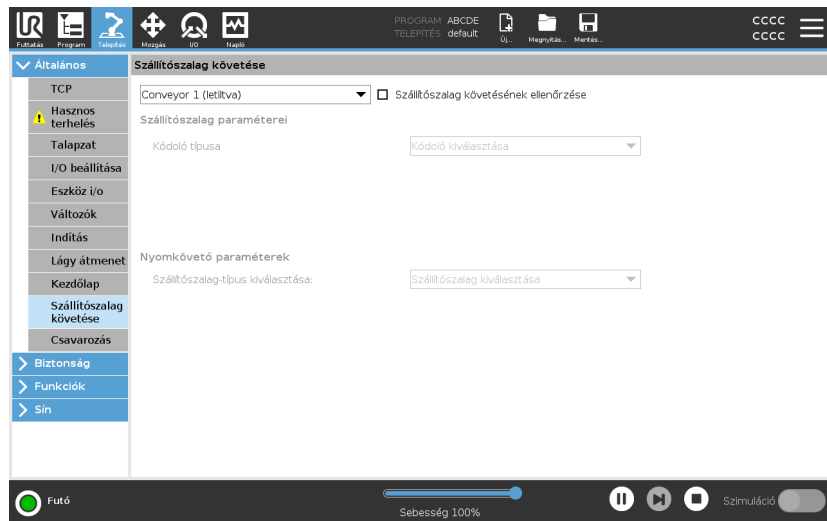 PROGRAM ABCDE
TELEPÍTÉS default
cccc
cccc
Futtatás
Program
Telepítés
Mozgás
I/O
Napló
Új...
Megnyitás...
Mentés...
Általános
Szállítószalag követése
TCP
Hasznos terhelés
Talapzat
I/O beállítása
Eszköz i/o
Változók
Indítás
Lágy átmenet
Kezdőlap
Szállítószalag követése
Csavarozás
Biztonság
Funkciók
Sín
Conveyor 1 (letiltva)
Szállítószalag követésének ellenőrzése
Szállítószalag paraméterei
Kódoló típusa
Kódoló kiválasztása
Nyomkövető paraméterek
Szállítószalag-típus kiválasztása:
Szállítószalag kiválasztása
Futó
Sebesség 100%
Szimuláció